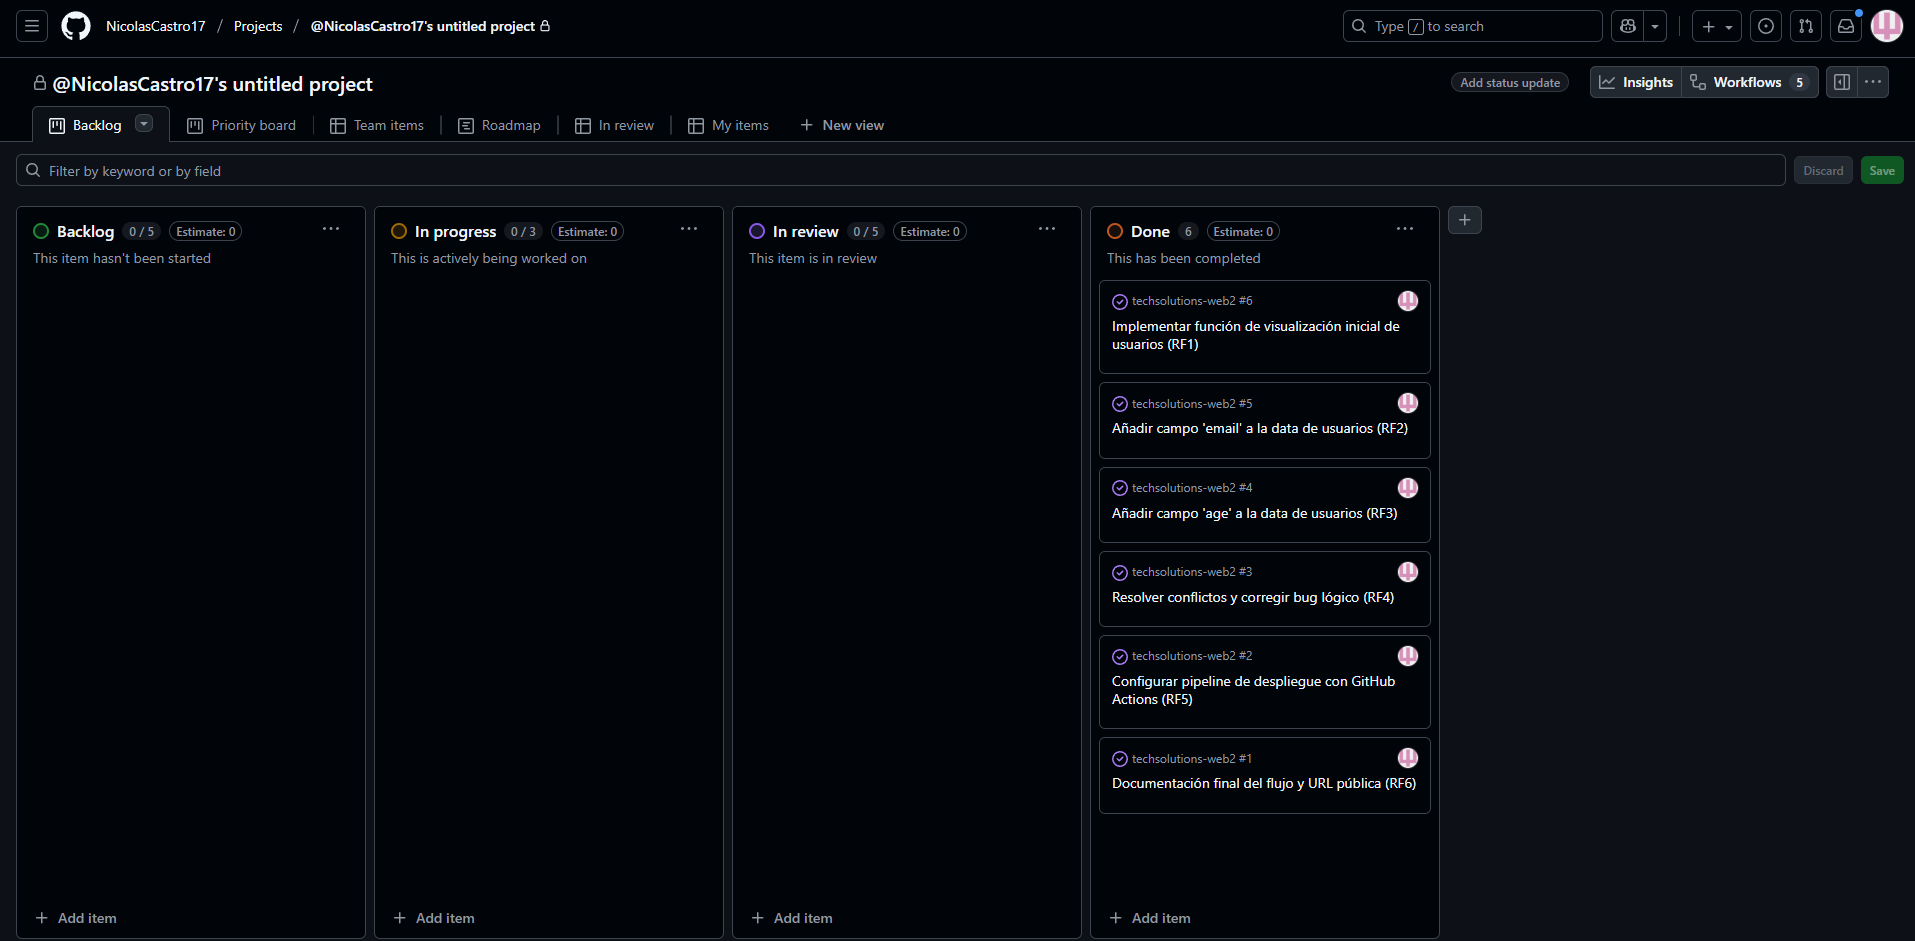 NicolasCastro17 / Projects / @NicolasCastro17's untitled project
Type / to search
@NicolasCastro17's untitled project
Add status update
Insights
Workflows 5
Backlog
Priority board
Team items
Roadmap
In review
My items
New view
Filter by keyword or by field
Discard
Save
Backlog 0 / 5 Estimate: 0
This item hasn't been started
Add item
In progress 0 / 3 Estimate: 0
This is actively being worked on
Add item
In review 0 / 5 Estimate: 0
This item is in review
Add item
Done 6 Estimate: 0
This has been completed
techsolutions-web2 #6
Implementar función de visualización inicial de
usuarios (RF1)
techsolutions-web2 #5
Añadir campo 'email' a la data de usuarios (RF2)
techsolutions-web2 #4
Añadir campo 'age' a la data de usuarios (RF3)
techsolutions-web2 #3
Resolver conflictos y corregir bug lógico (RF4)
techsolutions-web2 #2
Configurar pipeline de despliegue con GitHub
Actions (RF5)
techsolutions-web2 #1
Documentación final del flujo y URL pública (RF6)
Add item